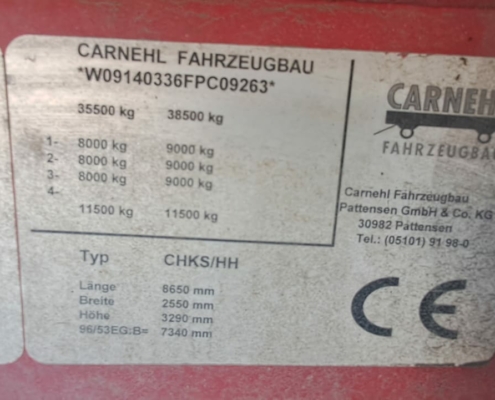 CARNEHL FAHRZEUGBAU
*W09140336FPC09263*
35500 kg 38500 kg
1- 8000 kg 9000 kg
2- 8000 kg 9000 kg
3- 8000 kg 9000 kg
4-
11500 kg 11500 kg
Typ CHKS/HH
Länge 8650 mm
Breite 2550 mm
Höhe 3290 mm
96/53EG:B= 7340 mm
CARNEHL
FAHRZEUGBAU
Carnehl Fahrzeugbau
Pattensen GmbH & Co. KG
30982 Pattensen
Tel.: (05101) 91 98-0
CE